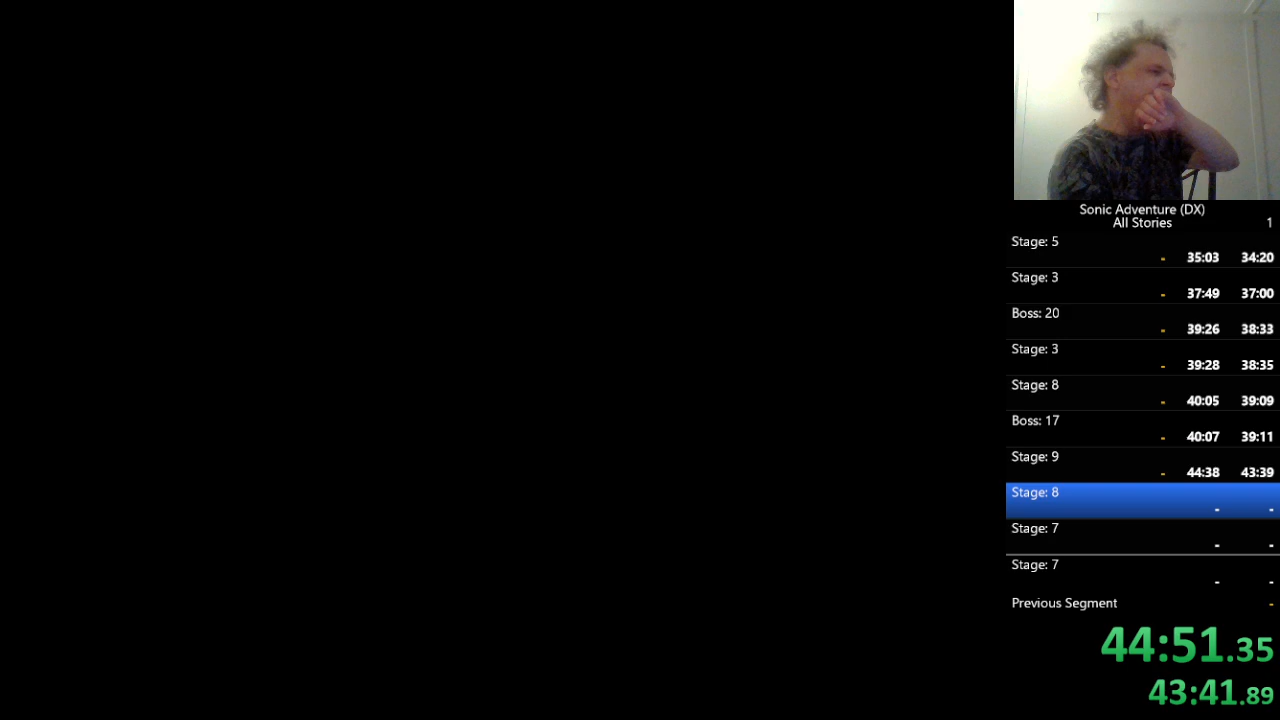 Sonic Adventure (DX)
All Stories 1
Stage: 5
- 35:03 34:20
Stage: 3
- 37:49 37:00
Boss: 20
- 39:26 38:33
Stage: 3
- 39:28 38:35
Stage: 8
- 40:05 39:09
Boss: 17
- 40:07 39:11
Stage: 9
- 44:38 43:39
Stage: 8
- -
Stage: 7
- -
Stage: 7
- -
Previous Segment -
44:51.35
43:41.89